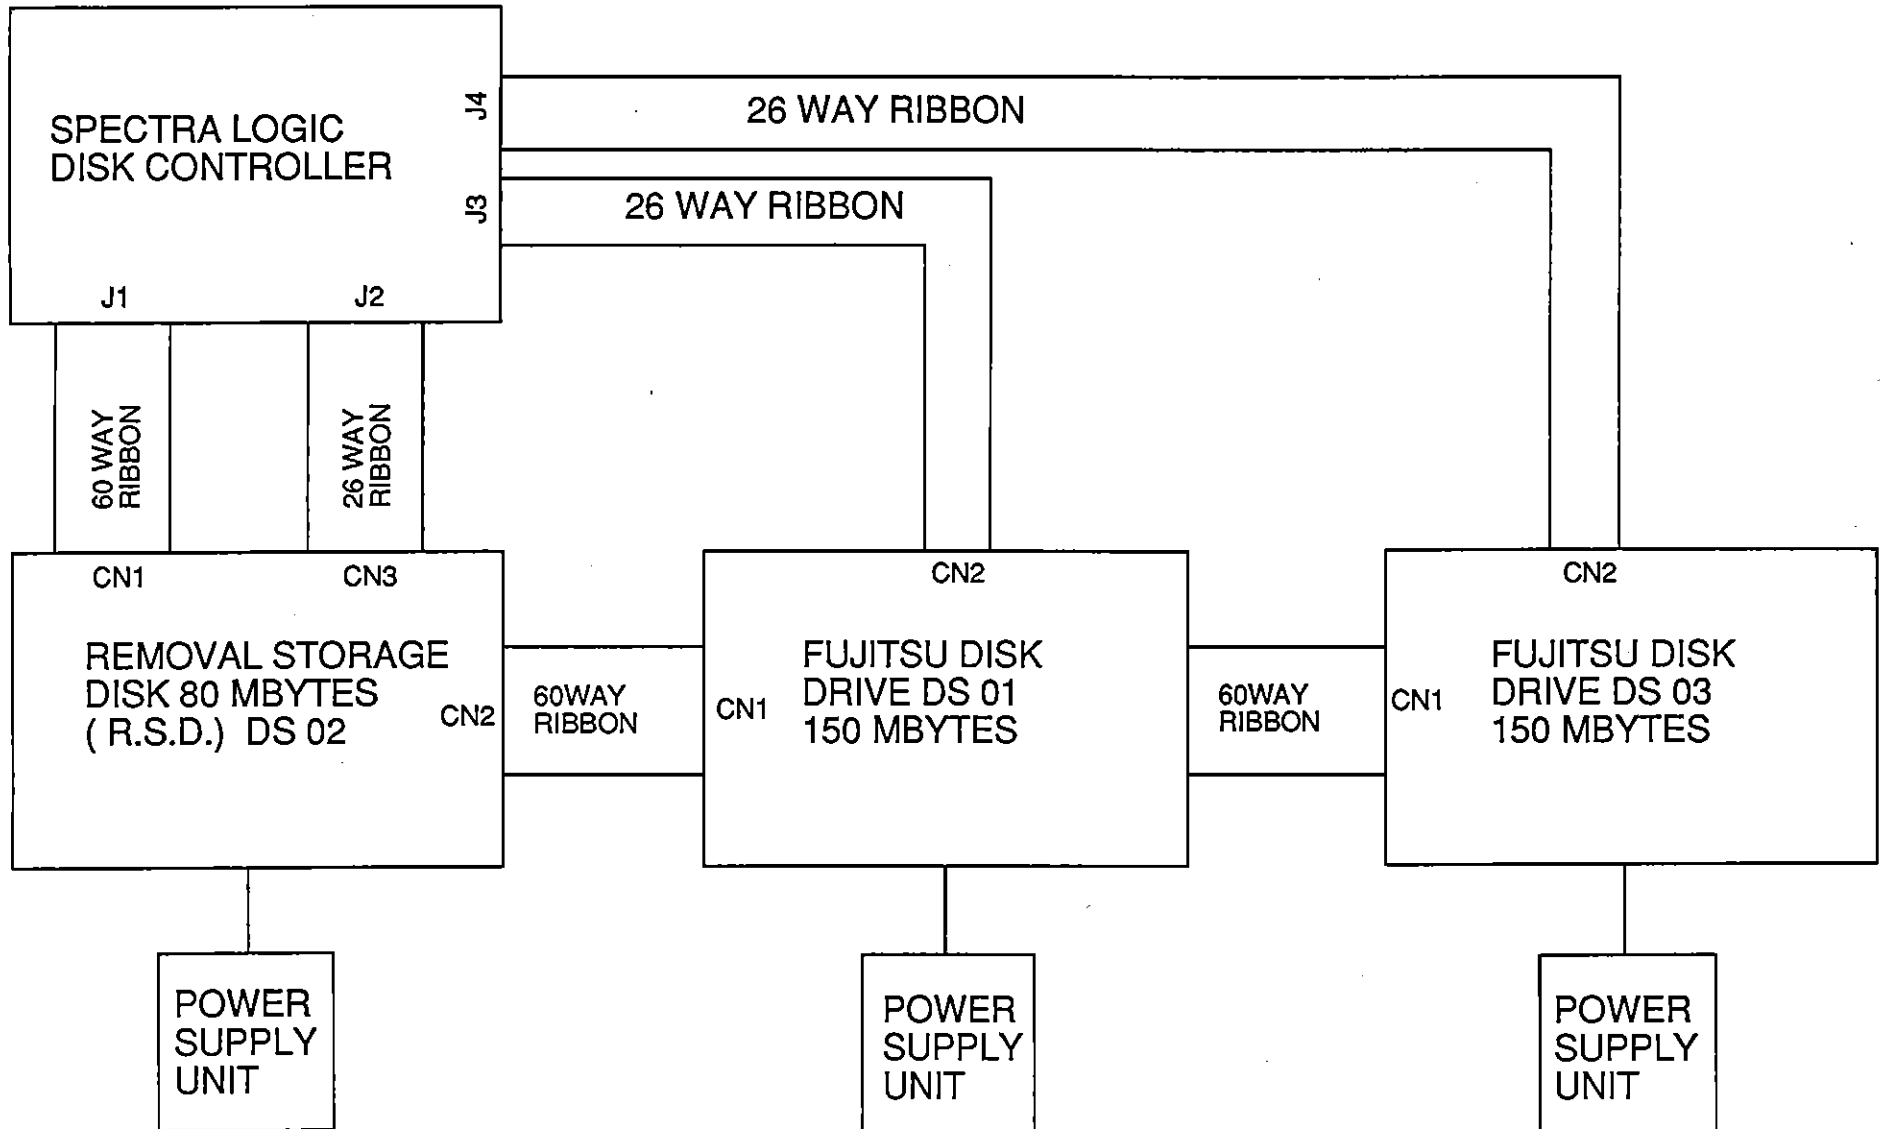 J4
26 WAY RIBBON
SPECTRA LOGIC
DISK CONTROLLER
J3
26 WAY RIBBON
J1
J2
60 WAY
RIBBON
26 WAY
RIBBON
CN1
CN3
REMOVAL STORAGE
DISK 80 MBYTES
( R.S.D.) DS 02
CN2
60WAY
RIBBON
CN2
CN1
FUJITSU DISK
DRIVE DS 01
150 MBYTES
60WAY
RIBBON
CN2
CN1
FUJITSU DISK
DRIVE DS 03
150 MBYTES
POWER
SUPPLY
UNIT
POWER
SUPPLY
UNIT
POWER
SUPPLY
UNIT